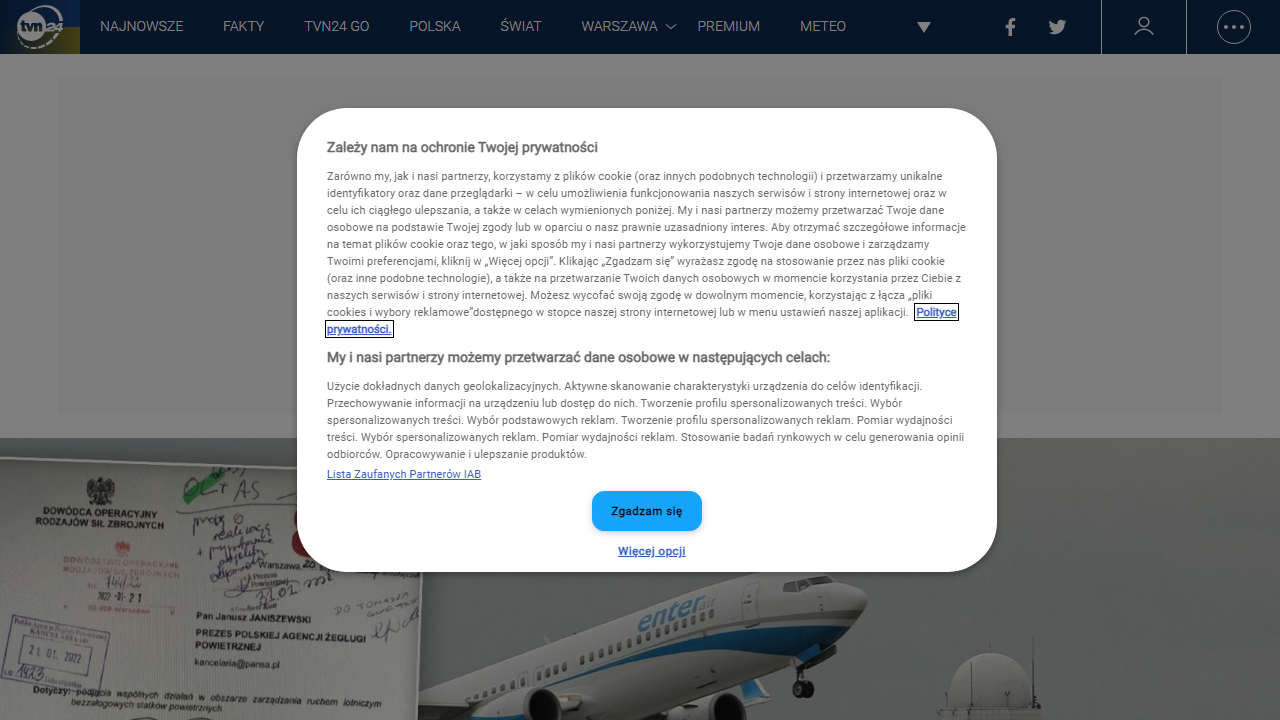 tvn24 NAJNOWSZE FAKTY TVN24 GO POLSKA ŚWIAT WARSZAWA PREMIUM METEO
Zależy nam na ochronie Twojej prywatności
Zarówno my, jak i nasi partnerzy, korzystamy z plików cookie (oraz innych podobnych technologii) i przetwarzamy unikalne
identyfikatory oraz dane przeglądarki – w celu umożliwienia funkcjonowania naszych serwisów i strony internetowej oraz w
celu ich ciągłego ulepszania, a także w celach wymienionych poniżej. My i nasi partnerzy możemy przetwarzać Twoje dane
osobowe na podstawie Twojej zgody lub w oparciu o nasz prawnie uzasadniony interes. Aby otrzymać szczegółowe informacje
na temat plików cookie oraz tego, w jaki sposób my i nasi partnerzy wykorzystujemy Twoje dane osobowe i zarządzamy
Twoimi preferencjami, kliknij w „Więcej opcji”. Klikając „Zgadzam się” wyrażasz zgodę na stosowanie przez nas pliki cookie
(oraz inne podobne technologie), a także na przetwarzanie Twoich danych osobowych w momencie korzystania przez Ciebie z
naszych serwisów i strony internetowej. Możesz wycofać swoją zgodę w dowolnym momencie, korzystając z łącza „pliki
cookies i wybory reklamowe”dostępnego w stopce naszej strony internetowej lub w menu ustawień naszej aplikacji. Polityce
prywatności.
My i nasi partnerzy możemy przetwarzać dane osobowe w następujących celach:
Użycie dokładnych danych geolokalizacyjnych. Aktywne skanowanie charakterystyki urządzenia do celów identyfikacji.
Przechowywanie informacji na urządzeniu lub dostęp do nich. Tworzenie profilu spersonalizowanych treści. Wybór
spersonalizowanych treści. Wybór podstawowych reklam. Tworzenie profilu spersonalizowanych reklam. Pomiar wydajności
treści. Wybór spersonalizowanych reklam. Pomiar wydajności reklam. Stosowanie badań rynkowych w celu generowania opinii
odbiorców. Opracowywanie i ulepszanie produktów.
Lista Zaufanych Partnerów IAB
Zgadzam się
Więcej opcji
DOWÓDCA OPERACYJNY
RODZAJÓW SIŁ ZBROJNYCH
DOWÓDZTWO OPERACYJNE
RODZAJÓW SIŁ ZBROJNYCH
2022 -01- 21
Warszawa,
Pan Janusz JANISZEWSKI
PREZES POLSKIEJ AGENCJI ŻEGLUGI
POWIETRZNEJ
kancelaria@pansa.pl
KANCELARIA
21 01. 2022
1423
Dotyczy: podjęcia wspólnych działań w obszarze zarządzania ruchem lotniczym
bezzałogowych statków powietrznych.
enter air